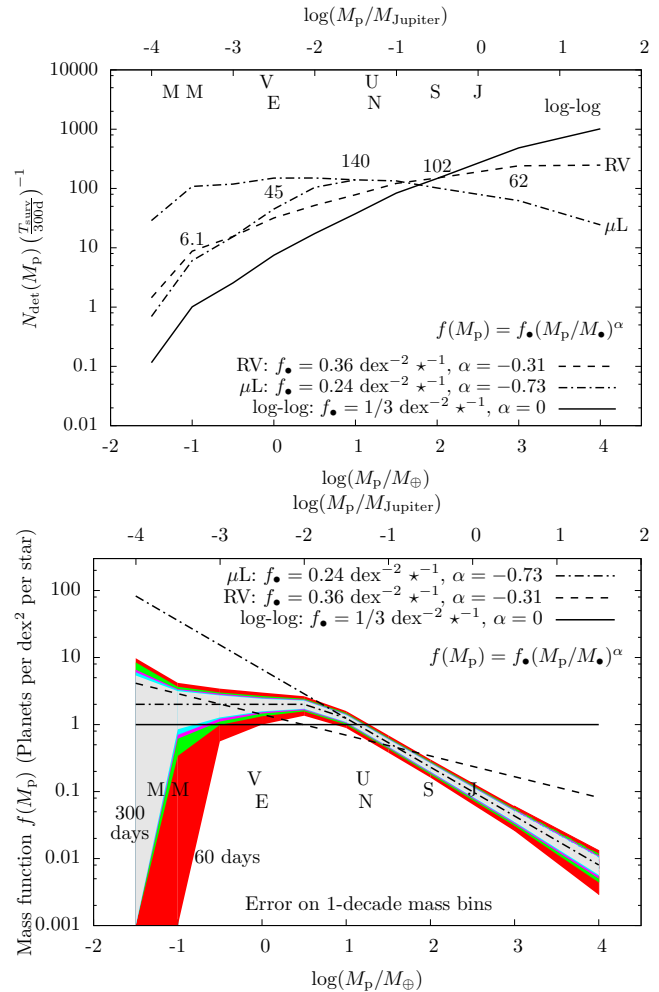 log(M_p/M_Jupiter)
-4 -3 -2 -1 0 1 2
10000
1000
100
10
1
0.1
0.01
N_det(M_p) (T_surv/300d)^−1
M M V E U N S J
log-log
RV
μL
6.1 45 140 102 62
f(M_p) = f_•(M_p/M_•)^α
RV: f_• = 0.36 dex^−2 ⋆^−1, α = −0.31
μL: f_• = 0.24 dex^−2 ⋆^−1, α = −0.73
log-log: f_• = 1/3 dex^−2 ⋆^−1, α = 0
-2 -1 0 1 2 3 4 5
log(M_p/M_⊕)
log(M_p/M_Jupiter)
-4 -3 -2 -1 0 1 2
100
10
1
0.1
0.01
0.001
Mass function f(M_p) (Planets per dex^2 per star)
μL: f_• = 0.24 dex^−2 ⋆^−1, α = −0.73
RV: f_• = 0.36 dex^−2 ⋆^−1, α = −0.31
log-log: f_• = 1/3 dex^−2 ⋆^−1, α = 0
f(M_p) = f_•(M_p/M_•)^α
M M V E U N S J
300
days
60 days
Error on 1-decade mass bins
-2 -1 0 1 2 3 4 5
log(M_p/M_⊕)